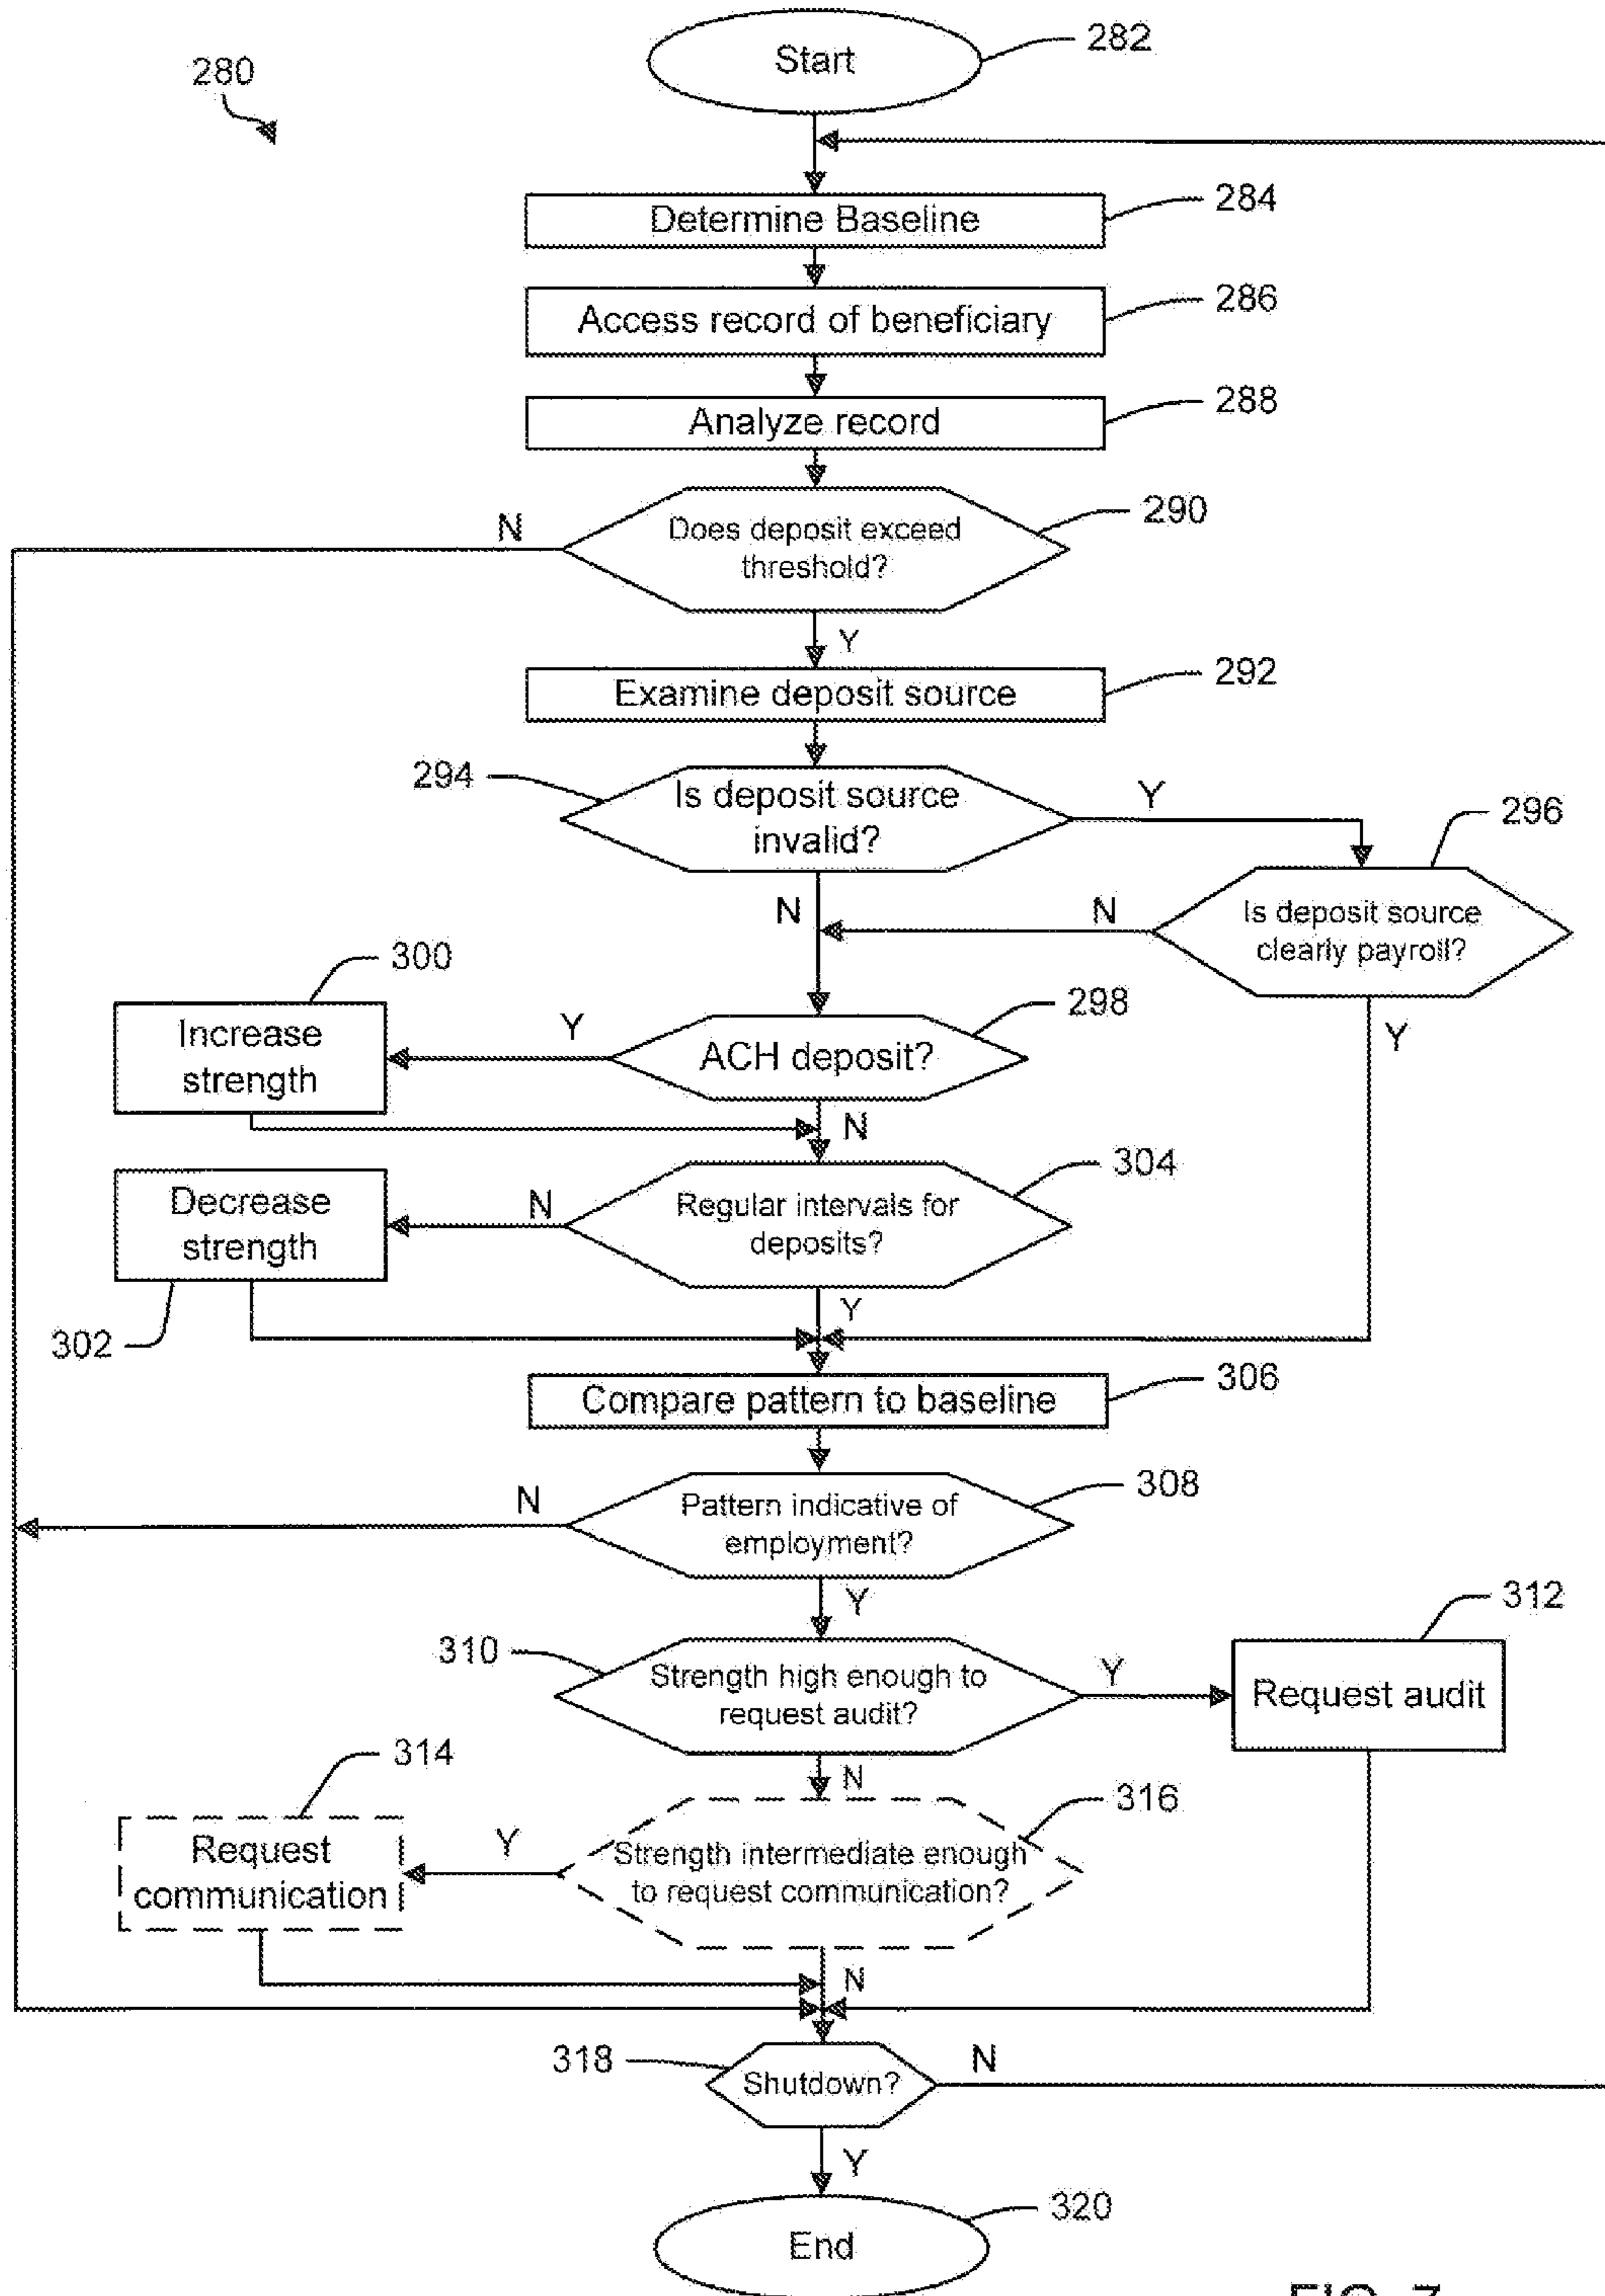 Start
282
280
Determine Baseline
284
Access record of beneficiary
286
Analyze record
288
Does deposit exceed
threshold?
290
N
Y
Examine deposit source
292
294
Is deposit source
invalid?
Y
296
N
N
Is deposit source
clearly payroll?
300
Increase
strength
Y
ACH deposit?
298
Y
N
Decrease
strength
N
Regular intervals for
deposits?
304
302
Y
Compare pattern to baseline
306
N
Pattern indicative of
employment?
308
Y
312
310
Strength high enough to
request audit?
Y
Request audit
N
314
316
Request
communication
Y
Strength intermediate enough
to request communication?
N
318
Shutdown?
N
Y
End
320